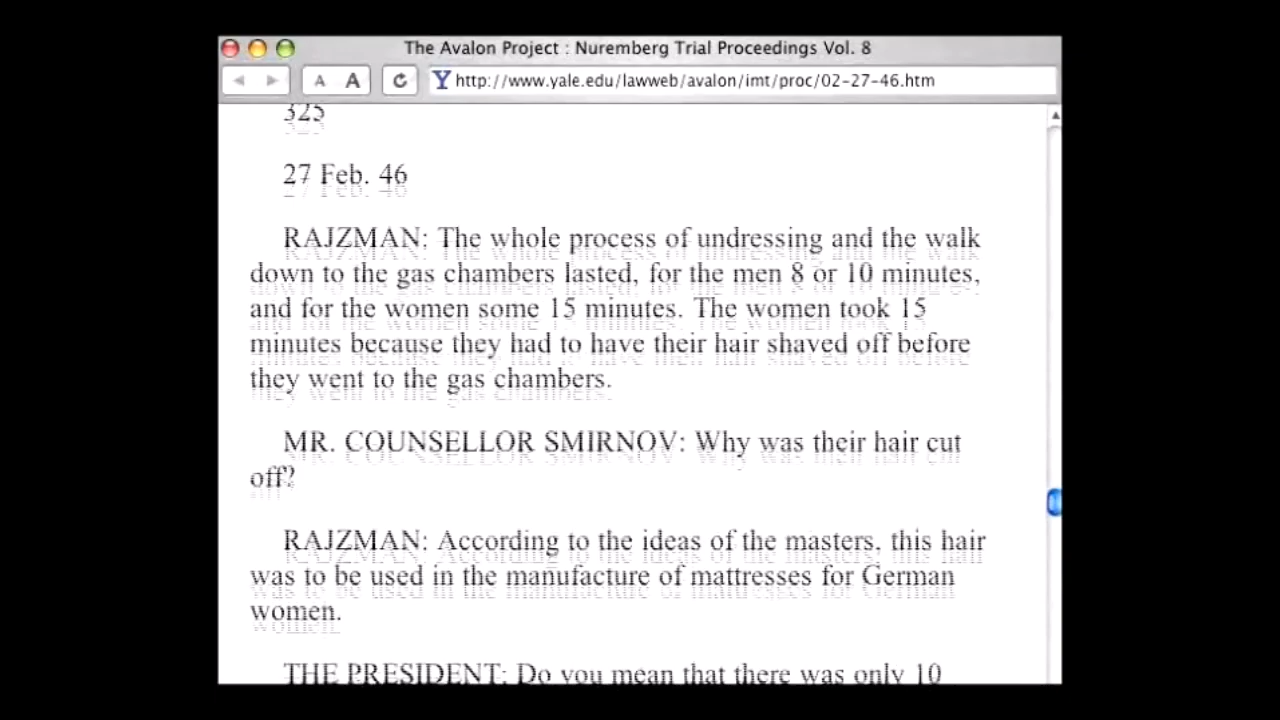 The Avalon Project : Nuremberg Trial Proceedings Vol. 8
A A Y http://www.yale.edu/lawweb/avalon/imt/proc/02-27-46.htm
325
27 Feb. 46
RAJZMAN: The whole process of undressing and the walk
down to the gas chambers lasted, for the men 8 or 10 minutes,
and for the women some 15 minutes. The women took 15
minutes because they had to have their hair shaved off before
they went to the gas chambers.
MR. COUNSELLOR SMIRNOV: Why was their hair cut
off?
RAJZMAN: According to the ideas of the masters, this hair
was to be used in the manufacture of mattresses for German
women.
THE PRESIDENT: Do you mean that there was only 10